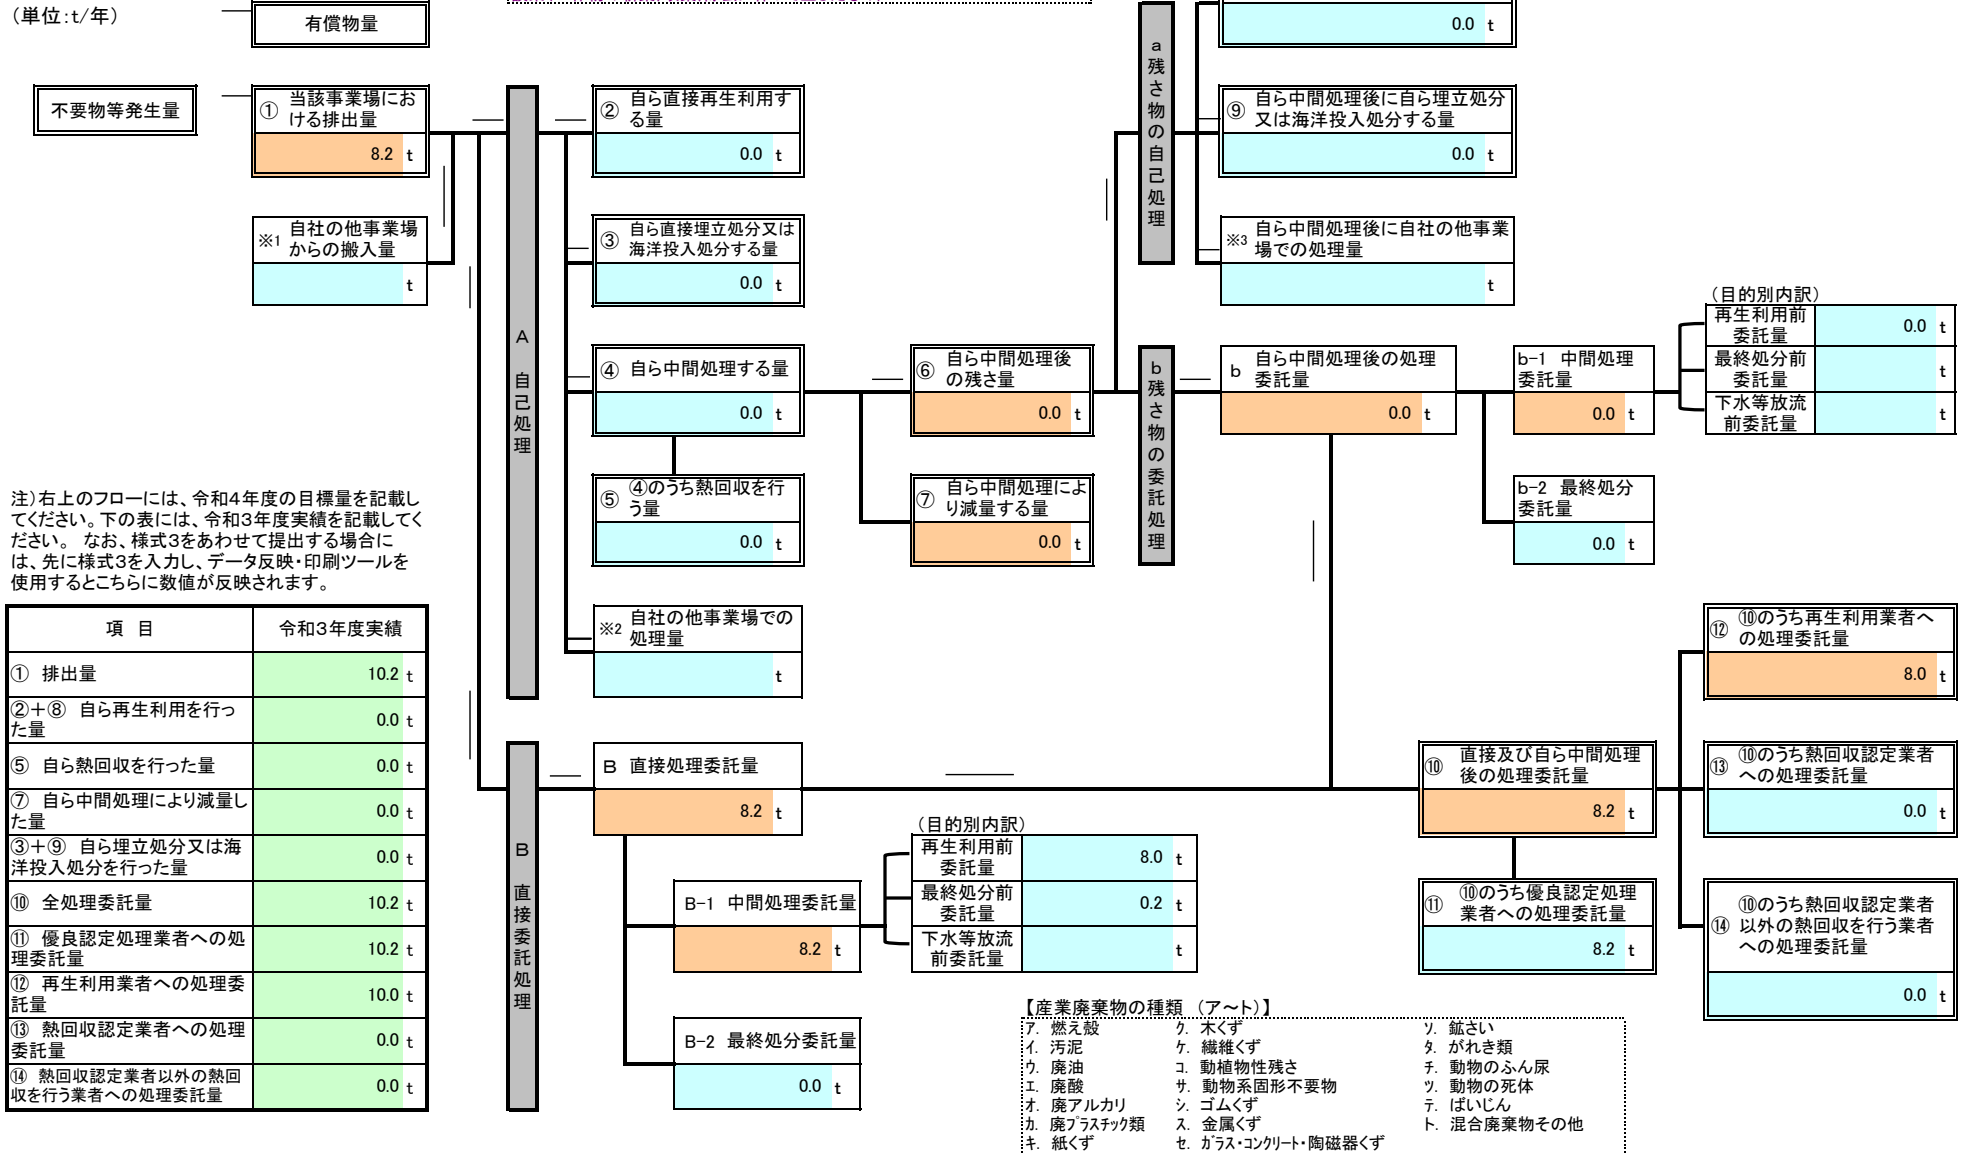 （単位：t/年）
有償物量
0.0 t
不要物等発生量
① 当該事業場にお
ける排出量
8.2 t
※1 自社の他事業場
からの搬入量
t
A 自己処理
② 自ら直接再生利用す
る量
0.0 t
③ 自ら直接埋立処分又は
海洋投入処分する量
0.0 t
④ 自ら中間処理する量
0.0 t
⑤ ④のうち熱回収を行
う量
0.0 t
※2 自社の他事業場での
処理量
t
⑥ 自ら中間処理後
の残さ量
0.0 t
⑦ 自ら中間処理によ
り減量する量
0.0 t
a 残さ物の自己処理
⑨ 自ら中間処理後に自ら埋立処分
又は海洋投入処分する量
0.0 t
※3 自ら中間処理後に自社の他事業
場での処理量
t
b 残さ物の委託処理
b 自ら中間処理後の処理
委託量
0.0 t
b-1 中間処理
委託量
0.0 t
（目的別内訳）
再生利用前
委託量
0.0 t
最終処分前
委託量
t
下水等放流
前委託量
t
b-2 最終処分
委託量
0.0 t
注）右上のフローには、令和４年度の目標量を記載し
てください。下の表には、令和３年度実績を記載してく
ださい。 なお、様式３をあわせて提出する場合に
は、先に様式３を入力し、データ反映・印刷ツールを
使用するとこちらに数値が反映されます。
項 目 令和３年度実績
① 排出量 10.2 t
②＋⑧ 自ら再生利用を行っ
た量 0.0 t
⑤ 自ら熱回収を行った量 0.0 t
⑦ 自ら中間処理により減量し
た量 0.0 t
③＋⑨ 自ら埋立処分又は海
洋投入処分を行った量 0.0 t
⑩ 全処理委託量 10.2 t
⑪ 優良認定処理業者への処
理委託量 10.2 t
⑫ 再生利用業者への処理委
託量 10.0 t
⑬ 熱回収認定業者への処理
委託量 0.0 t
⑭ 熱回収認定業者以外の熱回
収を行う業者への処理委託量 0.0 t
B 直接委託処理
B 直接処理委託量
8.2 t
B-1 中間処理委託量
8.2 t
（目的別内訳）
再生利用前
委託量
8.0 t
最終処分前
委託量
0.2 t
下水等放流
前委託量
t
B-2 最終処分委託量
0.0 t
⑩ 直接及び自ら中間処理
後の処理委託量
8.2 t
⑪ ⑩のうち優良認定処理
業者への処理委託量
8.2 t
⑫ ⑩のうち再生利用業者へ
の処理委託量
8.0 t
⑬ ⑩のうち熱回収認定業者
への処理委託量
0.0 t
⑭ ⑩のうち熱回収認定業者
以外の熱回収を行う業者
への処理委託量
0.0 t
【産業廃棄物の種類 （ア～ト）】
ア. 燃え殻 ク. 木くず ソ. 鉱さい
イ. 汚泥 ケ. 繊維くず タ. がれき類
ウ. 廃油 コ. 動植物性残さ チ. 動物のふん尿
エ. 廃酸 サ. 動物系固形不要物 ツ. 動物の死体
オ. 廃アルカリ シ. ゴムくず テ. ばいじん
カ. 廃プラスチック類 ス. 金属くず ト. 混合廃棄物その他
キ. 紙くず セ. ガラス・コンクリート・陶磁器くず